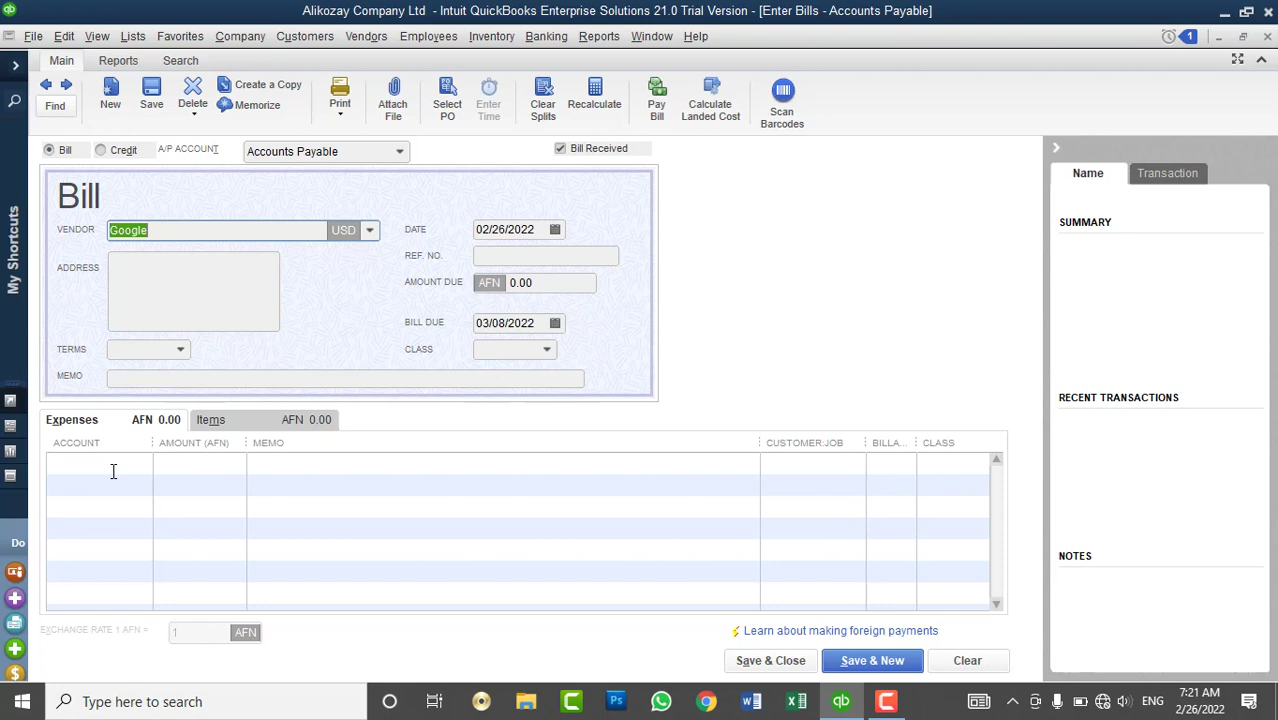 Alikozay Company Ltd - Intuit QuickBooks Enterprise Solutions 21.0 Trial Version - [Enter Bills - Accounts Payable]
File Edit View Lists Favorites Company Customers Vendors Employees Inventory Banking Reports Window Help
1
Main Reports Search
Find
New
Save
Delete
Create a Copy
Memorize
Print
Attach File
Select PO
Enter Time
Clear Splits
Recalculate
Pay Bill
Calculate Landed Cost
Scan Barcodes
My Shortcuts
Do
Bill Credit A/P ACCOUNT Accounts Payable Bill Received
Bill
VENDOR Google USD DATE 02/26/2022
ADDRESS REF. NO.
AMOUNT DUE AFN 0.00
BILL DUE 03/08/2022
TERMS CLASS
MEMO
Expenses AFN 0.00 Items AFN 0.00
ACCOUNT AMOUNT (AFN) MEMO CUSTOMER:JOB BILLA... CLASS
EXCHANGE RATE 1 AFN = 1 AFN
Learn about making foreign payments
Save & Close Save & New Clear
Name Transaction
SUMMARY
RECENT TRANSACTIONS
NOTES
Type here to search
ENG
7:21 AM
2/26/2022